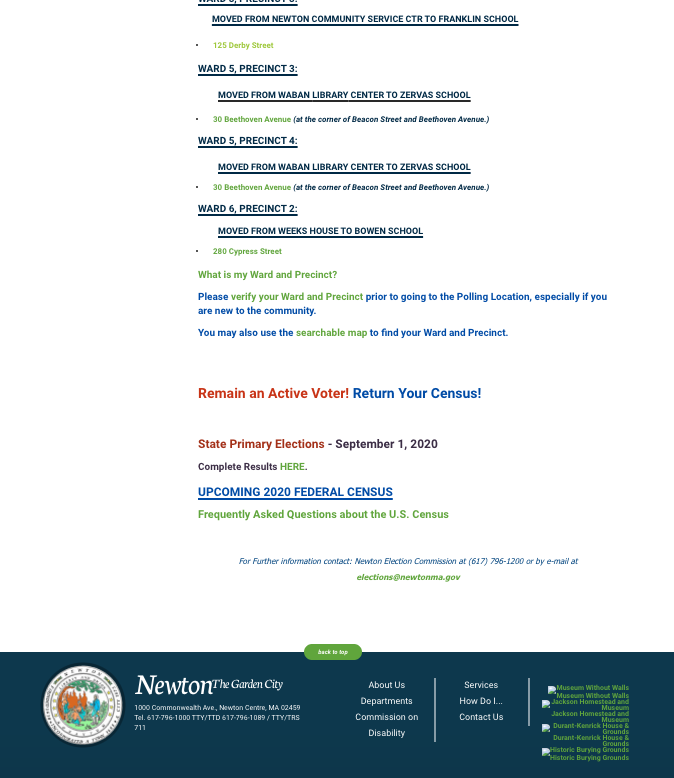 MOVED FROM NEWTON COMMUNITY SERVICE CTR TO FRANKLIN SCHOOL
• 125 Derby Street
WARD 5, PRECINCT 3:
MOVED FROM WABAN LIBRARY CENTER TO ZERVAS SCHOOL
• 30 Beethoven Avenue (at the corner of Beacon Street and Beethoven Avenue.)
WARD 5, PRECINCT 4:
MOVED FROM WABAN LIBRARY CENTER TO ZERVAS SCHOOL
• 30 Beethoven Avenue (at the corner of Beacon Street and Beethoven Avenue.)
WARD 6, PRECINCT 2:
MOVED FROM WEEKS HOUSE TO BOWEN SCHOOL
• 280 Cypress Street
What is my Ward and Precinct?
Please verify your Ward and Precinct prior to going to the Polling Location, especially if you
are new to the community.
You may also use the searchable map to find your Ward and Precinct.
Remain an Active Voter! Return Your Census!
State Primary Elections - September 1, 2020
Complete Results HERE.
UPCOMING 2020 FEDERAL CENSUS
Frequently Asked Questions about the U.S. Census
For Further information contact: Newton Election Commission at (617) 796-1200 or by e-mail at
elections@newtonma.gov
back to top
Newton The Garden City
1000 Commonwealth Ave., Newton Centre, MA 02459
Tel. 617-796-1000 TTY/TTD 617-796-1089 / TTY/TRS
711
About Us
Departments
Commission on
Disability
Services
How Do I...
Contact Us
Museum Without Walls
Museum Without Walls
Jackson Homestead and
Museum
Jackson Homestead and
Museum
Durant-Kenrick House &
Grounds
Durant-Kenrick House &
Grounds
Historic Burying Grounds
Historic Burying Grounds